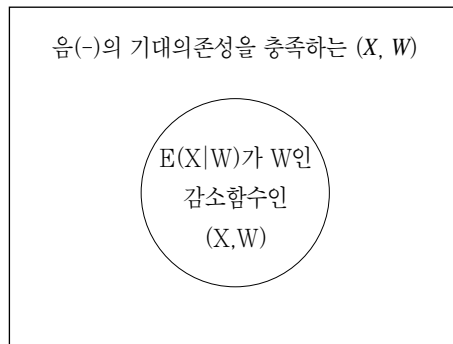 음(-)의 기대의존성을 충족하는 (X, W)
E(X|W)가 W인
감소함수인
(X,W)